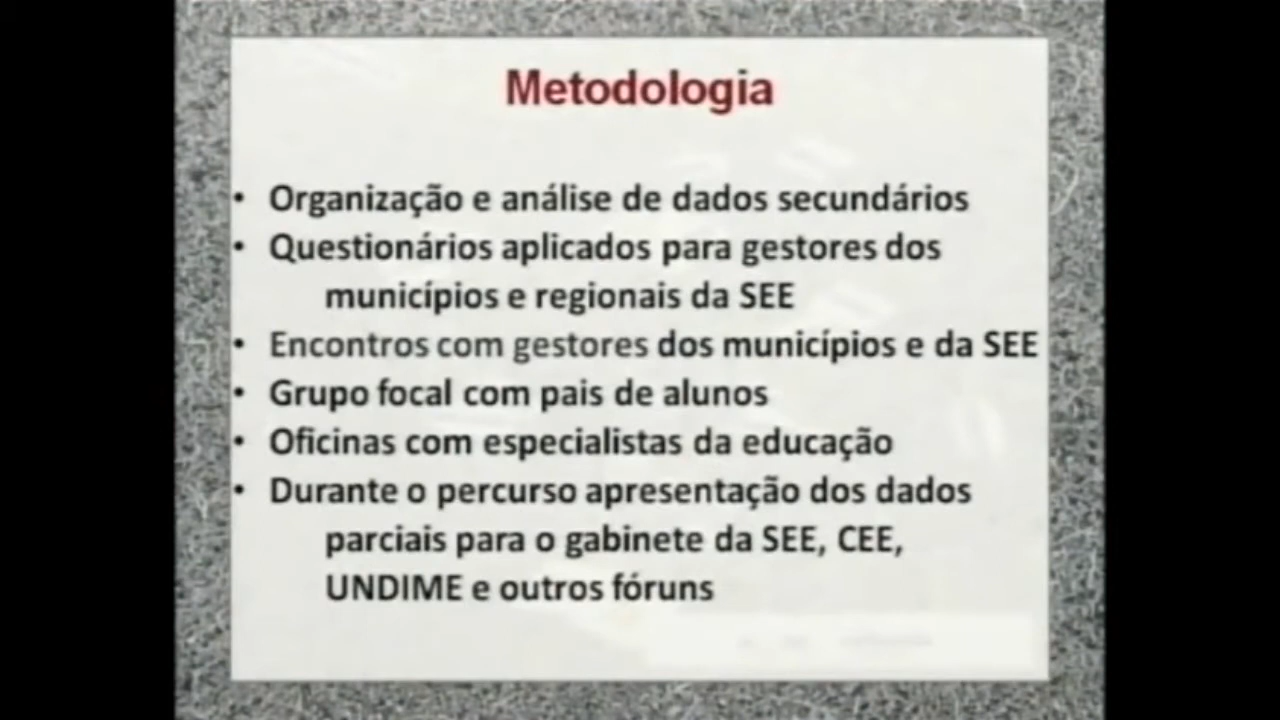 Metodologia
• Organização e análise de dados secundários
• Questionários aplicados para gestores dos
municípios e regionais da SEE
• Encontros com gestores dos municípios e da SEE
• Grupo focal com pais de alunos
• Oficinas com especialistas da educação
• Durante o percurso apresentação dos dados
parciais para o gabinete da SEE, CEE,
UNDIME e outros fóruns